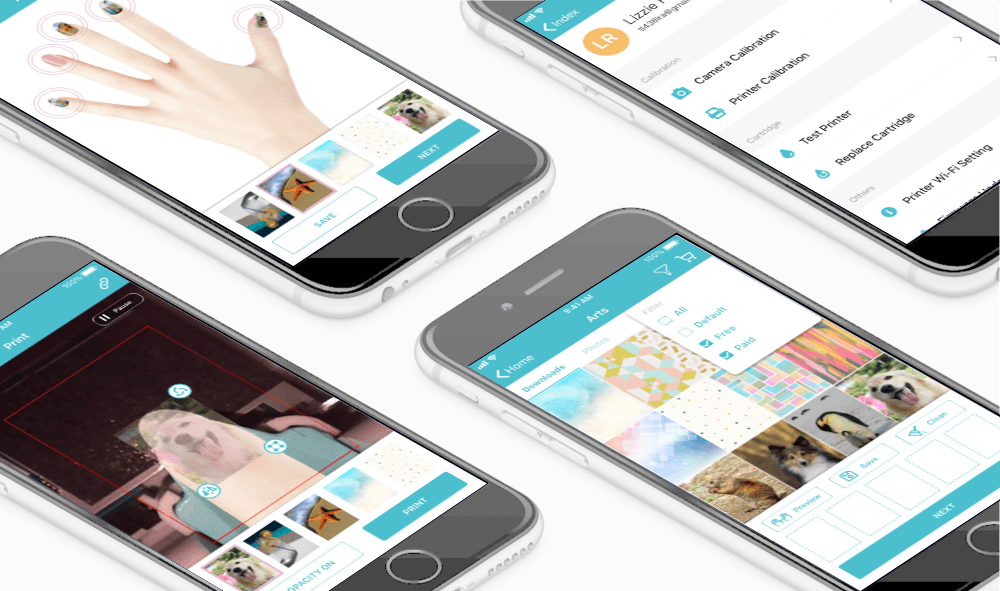 NEXT
SAVE
Index
Lizzie
LR
Calibration
Camera Calibration
Printer Calibration
Cartridge
Test Printer
Replace Cartridge
Others
Printer Wi-Fi Setting
100%
AM
Print
Pause
PRINT
OPACITY ON
100%
9:41 AM
Home
Arts
Downloads
Photos
Filter
All
Default
Free
Paid
Preview
Save
Clean
NEXT